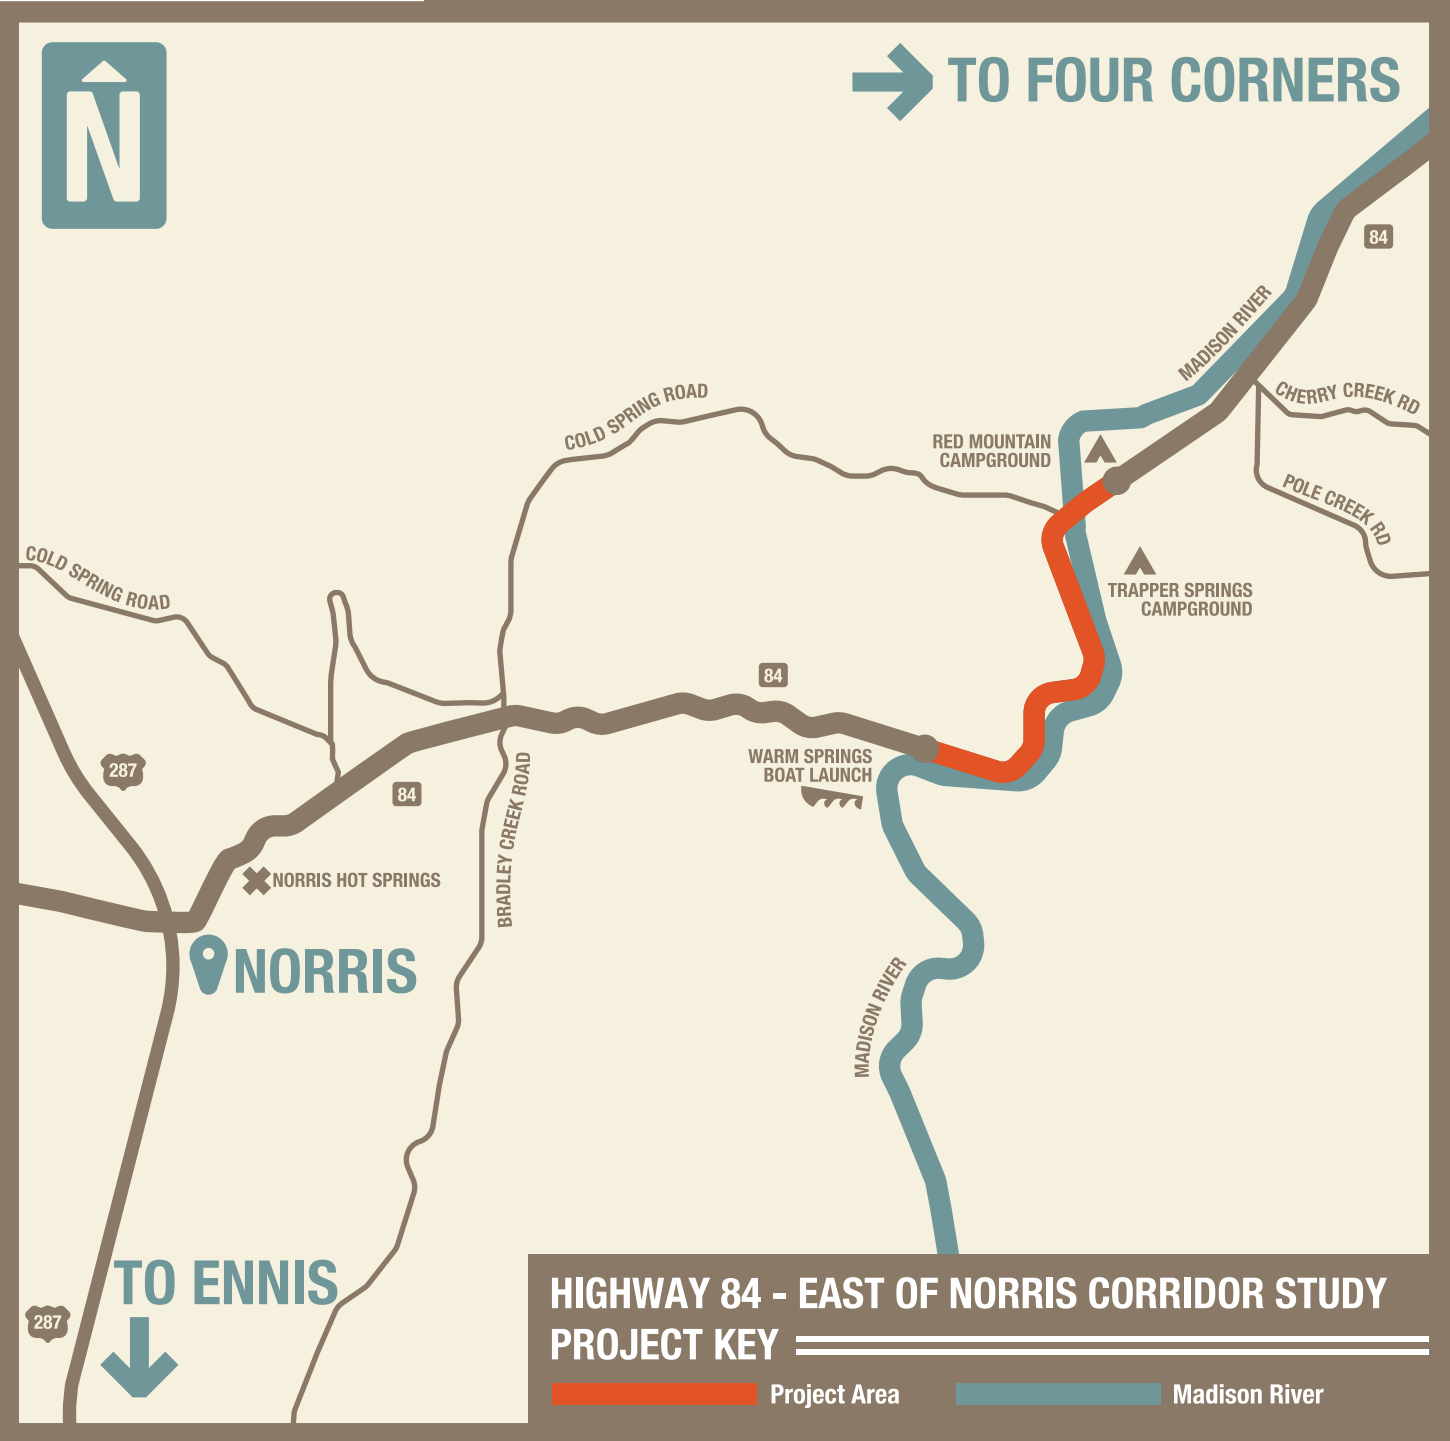 N
TO FOUR CORNERS
84
MADISON RIVER
CHERRY CREEK RD
COLD SPRING ROAD
RED MOUNTAIN
CAMPGROUND
POLE CREEK RD
COLD SPRING ROAD
TRAPPER SPRINGS
CAMPGROUND
84
WARM SPRINGS
BOAT LAUNCH
287
84
BRADLEY CREEK ROAD
NORRIS HOT SPRINGS
NORRIS
MADISON RIVER
TO ENNIS
287
HIGHWAY 84 - EAST OF NORRIS CORRIDOR STUDY
PROJECT KEY
Project Area
Madison River